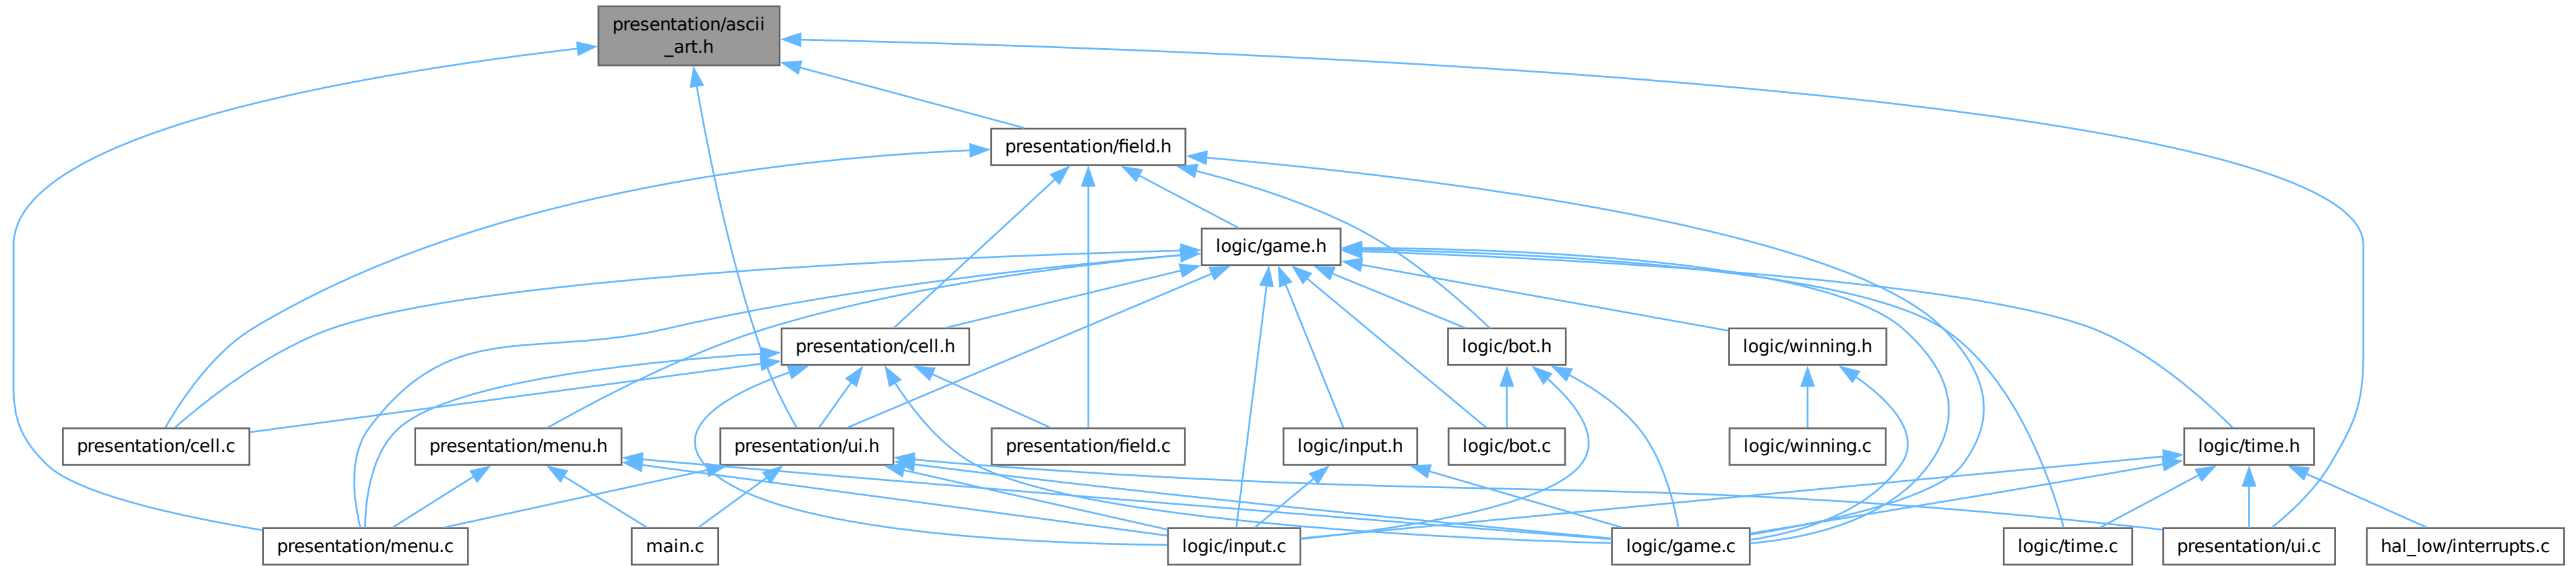 presentation/ascii
_art.h
presentation/field.h
logic/game.h
presentation/cell.h
logic/bot.h
logic/winning.h
presentation/cell.c
presentation/menu.h
presentation/ui.h
presentation/field.c
logic/input.h
logic/bot.c
logic/winning.c
logic/time.h
presentation/menu.c
main.c
logic/input.c
logic/game.c
logic/time.c
presentation/ui.c
hal_low/interrupts.c